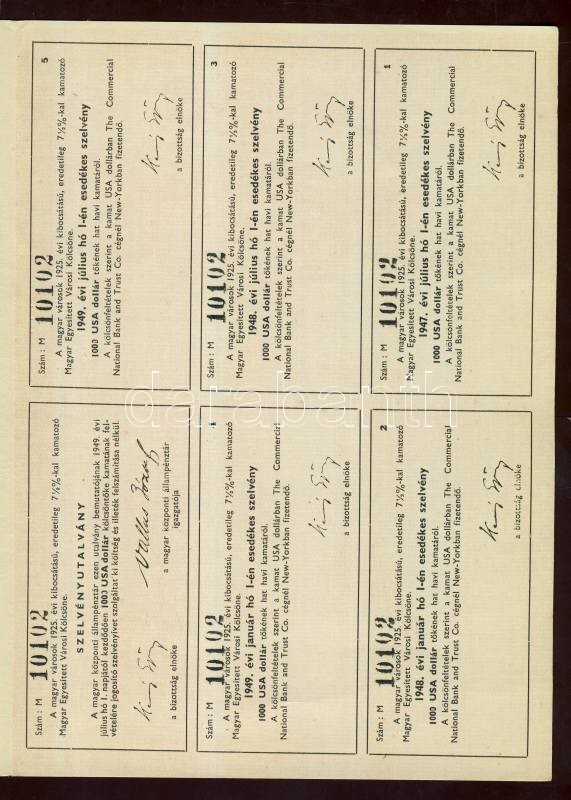 Szám: M 10102
A magyar városok 1925. évi kibocsátású, eredetileg 7½%-kal kamatozó
Magyar Egyesített Városi Kölcsöne.
SZELVÉNYUTALVÁNY
A magyar központi állampénztár ezen utalvány bemutatójának 1949. évi
július hó 1. napjától kezdődően 1000 USA dollár kölcsöntőke kamatának fel-
vételére jogosító szelvényívet szolgáltat ki költség és illeték felszámítása nélkül.
a bizottság elnöke
a magyar központi állampénztár
igazgatója
5
Szám: M 10102
A magyar városok 1925. évi kibocsátású, eredetileg 7½%-kal kamatozó
Magyar Egyesített Városi Kölcsöne.
1949. évi július hó 1-én esedékes szelvény
1000 USA dollár tőkének hat havi kamatáról.
A kölcsönfeltételek szerint a kamat USA dollárban The Commercial
National Bank and Trust Co. cégnél New-Yorkban fizetendő.
a bizottság elnöke
Szám: M 10102
A magyar városok 1925. évi kibocsátású, eredetileg 7½%-kal kamatozó
Magyar Egyesített Városi Kölcsöne.
1949. évi január hó 1-én esedékes szelvény
1000 USA dollár tőkének hat havi kamatáról.
A kölcsönfeltételek szerint a kamat USA dollárban The Commercial
National Bank and Trust Co. cégnél New-Yorkban fizetendő.
a bizottság elnöke
3
Szám: M 10102
A magyar városok 1925. évi kibocsátású, eredetileg 7½%-kal kamatozó
Magyar Egyesített Városi Kölcsöne.
1948. évi július hó 1-én esedékes szelvény
1000 USA dollár tőkének hat havi kamatáról.
A kölcsönfeltételek szerint a kamat USA dollárban The Commercial
National Bank and Trust Co. cégnél New-Yorkban fizetendő.
a bizottság elnöke
2
Szám: M 10102
A magyar városok 1925. évi kibocsátású, eredetileg 7½%-kal kamatozó
Magyar Egyesített Városi Kölcsöne.
1948. évi január hó 1-én esedékes szelvény
1000 USA dollár tőkének hat havi kamatáról.
A kölcsönfeltételek szerint a kamat USA dollárban The Commercial
National Bank and Trust Co. cégnél New-Yorkban fizetendő.
a bizottság elnöke
1
Szám: M 10102
A magyar városok 1925. évi kibocsátású, eredetileg 7½%-kal kamatozó
Magyar Egyesített Városi Kölcsöne.
1947. évi július hó 1-én esedékes szelvény
1000 USA dollár tőkének hat havi kamatáról.
A kölcsönfeltételek szerint a kamat USA dollárban The Commercial
National Bank and Trust Co. cégnél New-Yorkban fizetendő.
a bizottság elnöke
darabanth